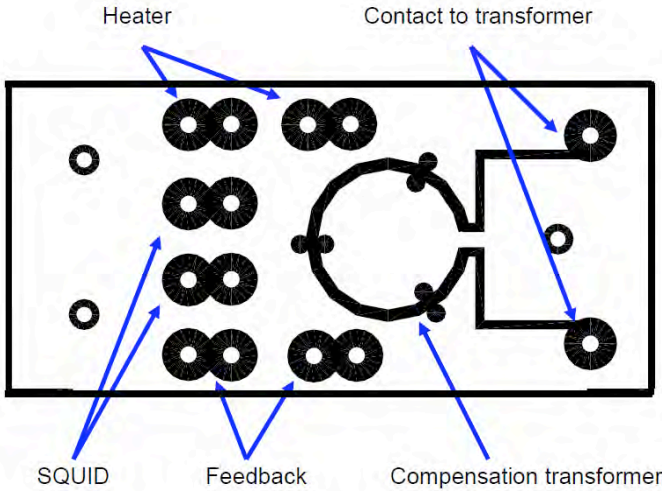 Heater
Contact to transformer
SQUID
Feedback
Compensation transformer